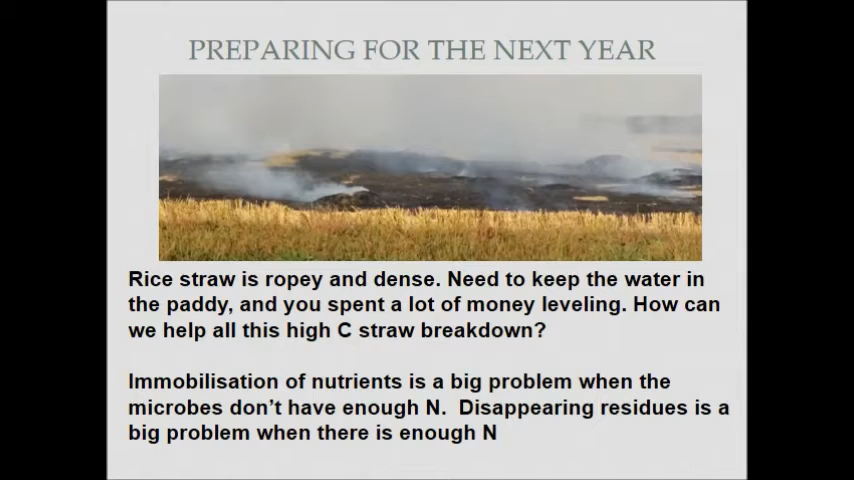 PREPARING FOR THE NEXT YEAR
Rice straw is ropey and dense. Need to keep the water in
the paddy, and you spent a lot of money leveling. How can
we help all this high C straw breakdown?
Immobilisation of nutrients is a big problem when the
microbes don’t have enough N.  Disappearing residues is a
big problem when there is enough N